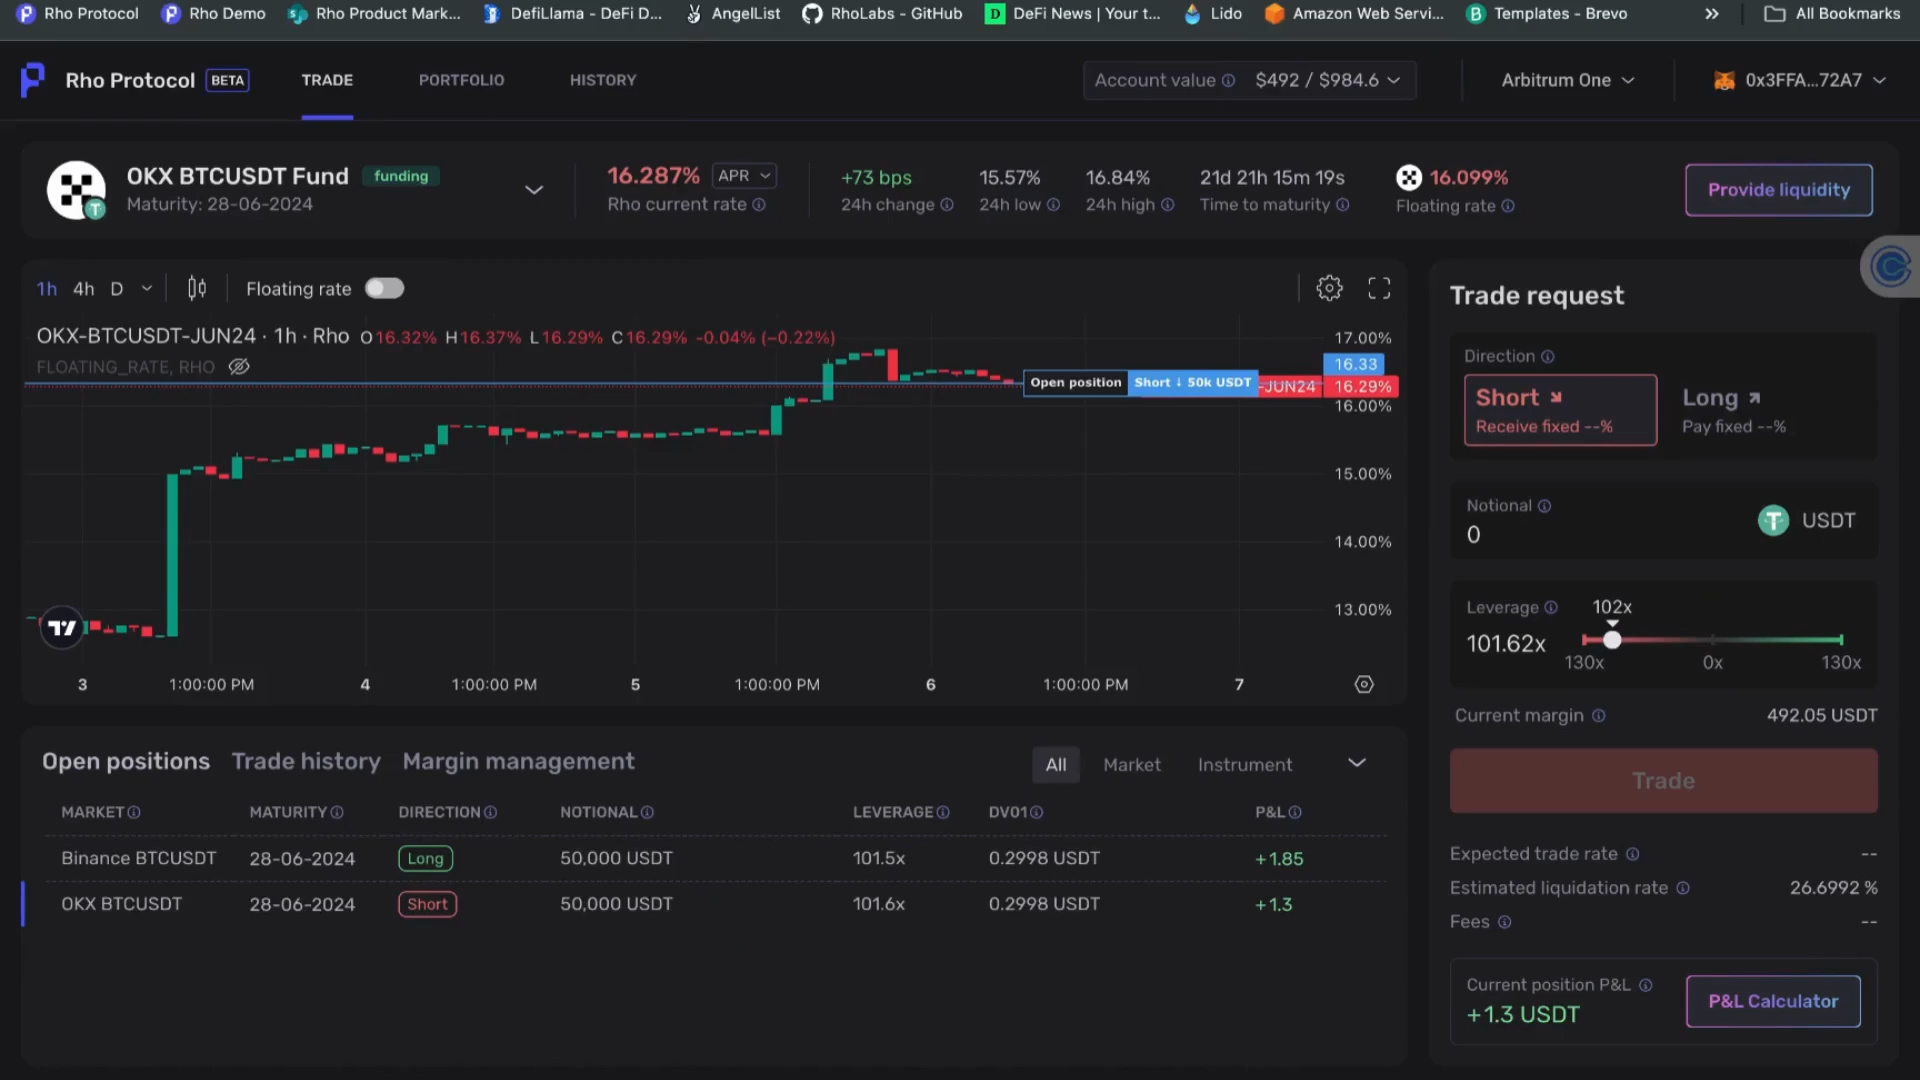 Rho Protocol Rho Demo Rho Product Mark... DefiLlama - DeFi D... AngelList RhoLabs - GitHub DeFi News | Your t... Lido Amazon Web Servi... Templates - Brevo » All Bookmarks
Rho Protocol BETA TRADE PORTFOLIO HISTORY Account value $492 / $984.6 Arbitrum One 0x3FFA...72A7
OKX BTCUSDT Fund funding 16.287% APR +73 bps 15.57% 16.84% 21d 21h 15m 19s 16.099% Provide liquidity
Maturity: 28-06-2024 Rho current rate 24h change 24h low 24h high Time to maturity Floating rate
1h 4h D Floating rate
OKX-BTCUSDT-JUN24 · 1h · Rho O16.32% H16.37% L16.29% C16.29% -0.04% (−0.22%)
FLOATING_RATE, RHO
17.00%
16.33
Open position Short ↓ 50k USDT -JUN24 16.29%
16.00%
15.00%
14.00%
13.00%
3 1:00:00 PM 4 1:00:00 PM 5 1:00:00 PM 6 1:00:00 PM 7
Open positions Trade history Margin management All Market Instrument
MARKET MATURITY DIRECTION NOTIONAL LEVERAGE DV01 P&L
Binance BTCUSDT 28-06-2024 Long 50,000 USDT 101.5x 0.2998 USDT +1.85
OKX BTCUSDT 28-06-2024 Short 50,000 USDT 101.6x 0.2998 USDT +1.3
Trade request
Direction
Short Long
Receive fixed --% Pay fixed --%
Notional
0 USDT
Leverage 102x
101.62x
130x 0x 130x
Current margin 492.05 USDT
Trade
Expected trade rate --
Estimated liquidation rate 26.6992 %
Fees --
Current position P&L
+1.3 USDT
P&L Calculator